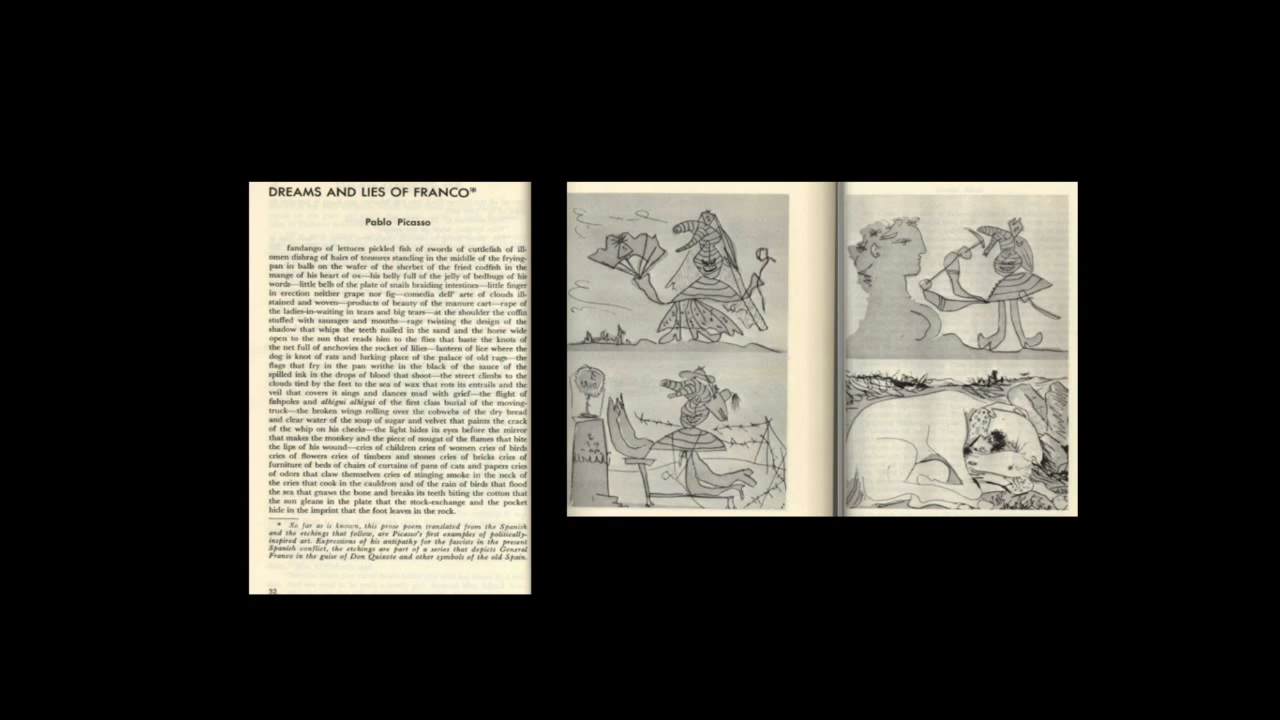 DREAMS AND LIES OF FRANCO*
Pablo Picasso
fandango of lettuces pickled fish of swords of cuttlefish of ill-
omen dishrag of hairs of tonsures standing in the middle of the frying-
pan in balls on the wafer of the sherbet of the fried codfish in the
mange of his heart of ox—his belly full of the jelly of bedbugs of his
words—little bells of the plate of snails braiding intestines—little finger
in erection neither grape nor fig—comedia dell' arte of clouds ill-
stained and woven—products of beauty of the manure cart—rape of
the ladies-in-waiting in tears and big tears—at the shoulder the coffin
stuffed with sausages and mouths—rage twisting the design of the
shadow that whips the teeth nailed in the sand and the horse wide
open to the sun that reads him to the flies that baste the knots of
the net full of anchovies the rocket of lilies—lantern of lice where the
dog is knot of rats and lurking place of the palace of old rags—the
flags that fry in the pan writhe in the black of the sauce of the
spilled ink in the drops of blood that shoot—the street climbs to the
clouds tied by the feet to the sea of wax that rots its entrails and the
veil that covers it sings and dances mad with grief—the flight of
fishpoles and alhigui alhigui of the first class burial of the moving-
truck—the broken wings rolling over the cobwebs of the dry bread
and clear water of the soup of sugar and velvet that paints the crack
of the whip on his cheeks—the light hides its eyes before the mirror
that makes the monkey and the piece of nougat of the flames that bite
the lips of his wound—cries of children cries of women cries of birds
cries of flowers cries of timbers and stones cries of bricks cries of
furniture of beds of chairs of curtains of pans of cats and papers cries
of odors that claw themselves cries of stinging smoke in the neck of
the cries that cook in the cauldron and of the rain of birds that flood
the sea that gnaws the bone and breaks its teeth biting the cotton that
the sun gleans in the plate that the stock-exchange and the pocket
hide in the imprint that the foot leaves in the rock.
* So far as is known, this prose poem translated from the Spanish
and the etchings that follow, are Picasso's first examples of politically-
inspired art. Expressions of his antipathy for the fascists in the present
Spanish conflict, the etchings are part of a series that depicts General
Franco in the guise of Don Quixote and other symbols of the old Spain.
32